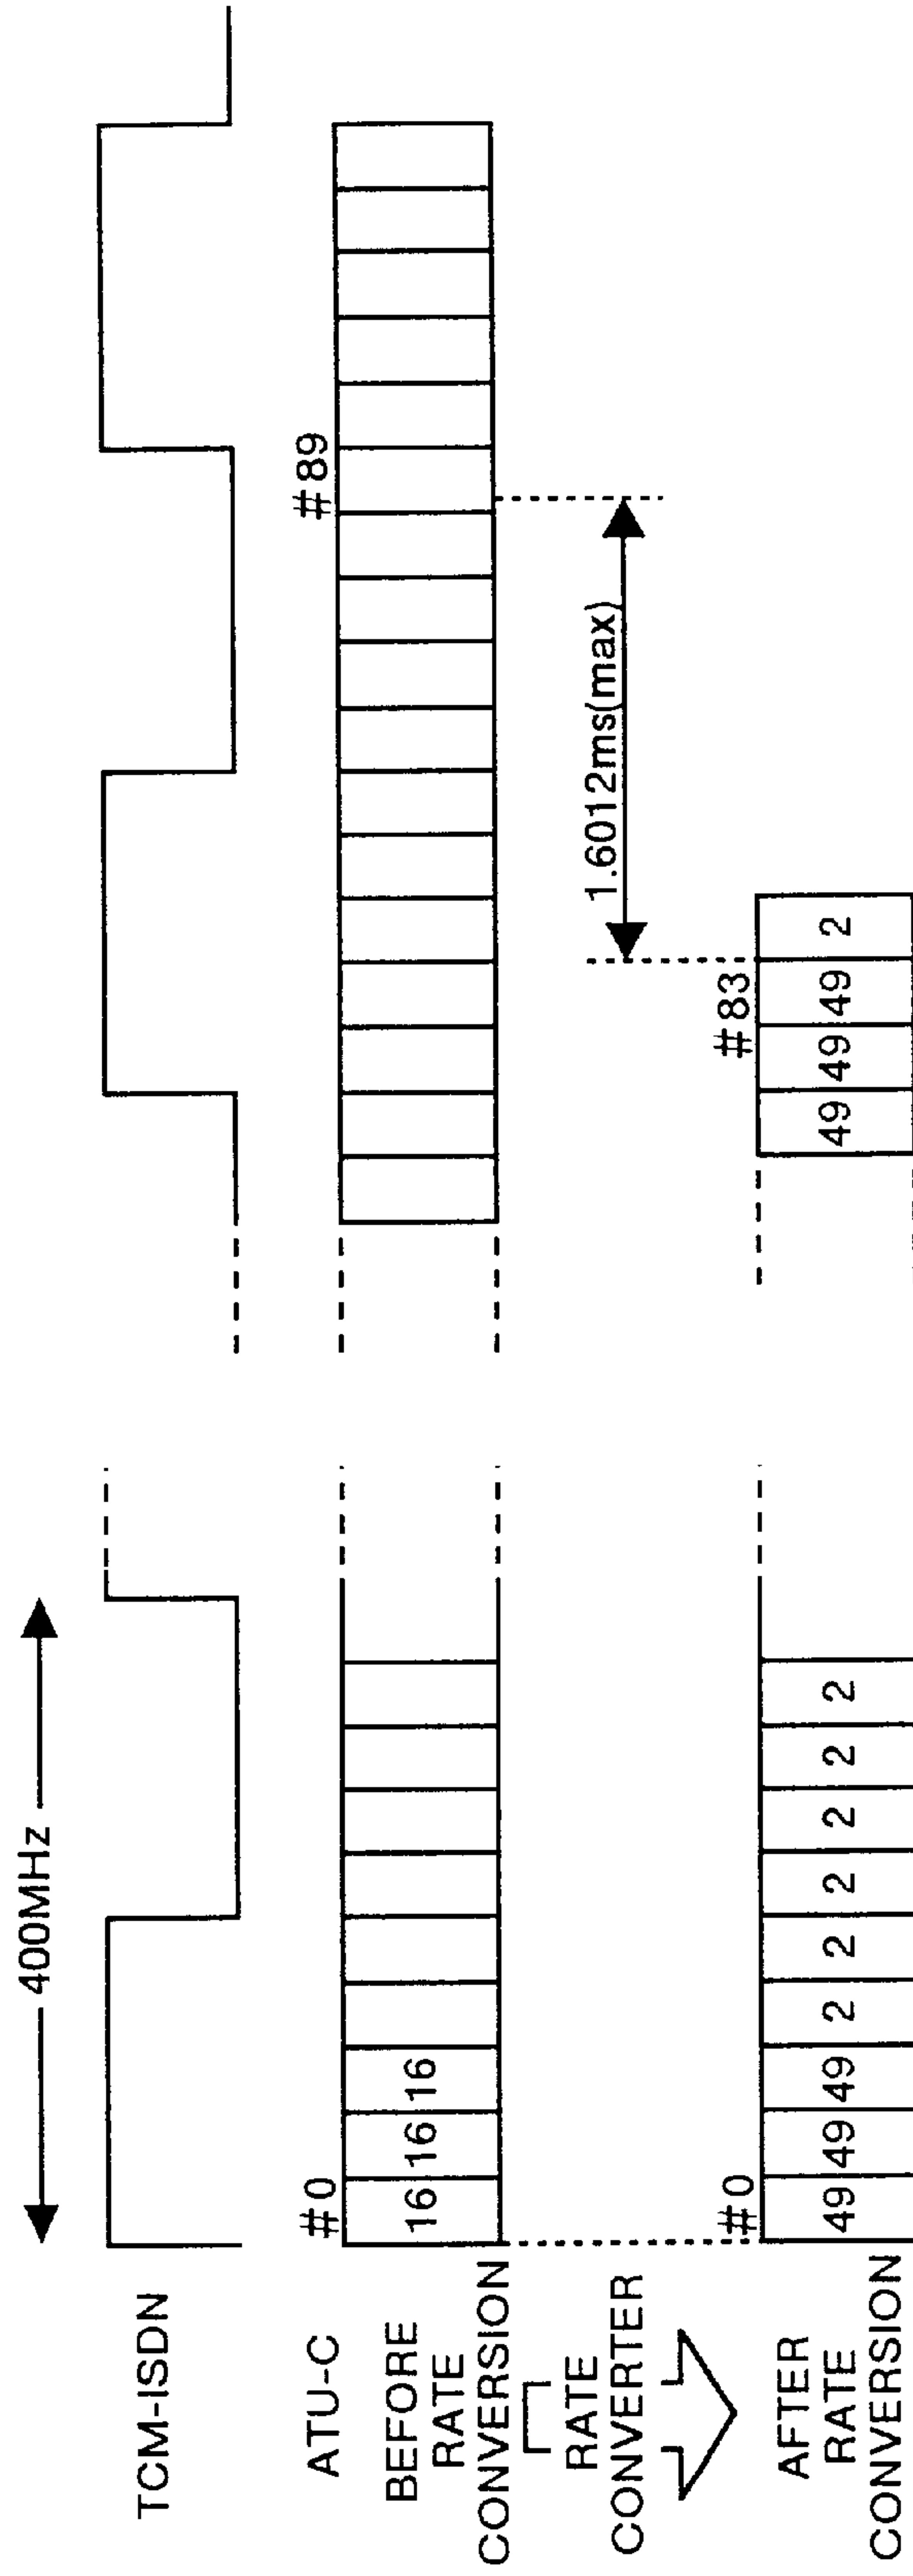 400MHz
TCM-ISDN
ATU-C
#0
#89
BEFORE
RATE
CONVERSION
16 16 16
RATE
CONVERTER
1.6012ms(max)
#0
#83
AFTER
RATE
CONVERSION
49 49 49 2 2 2 2 2 2
49 49 49 2